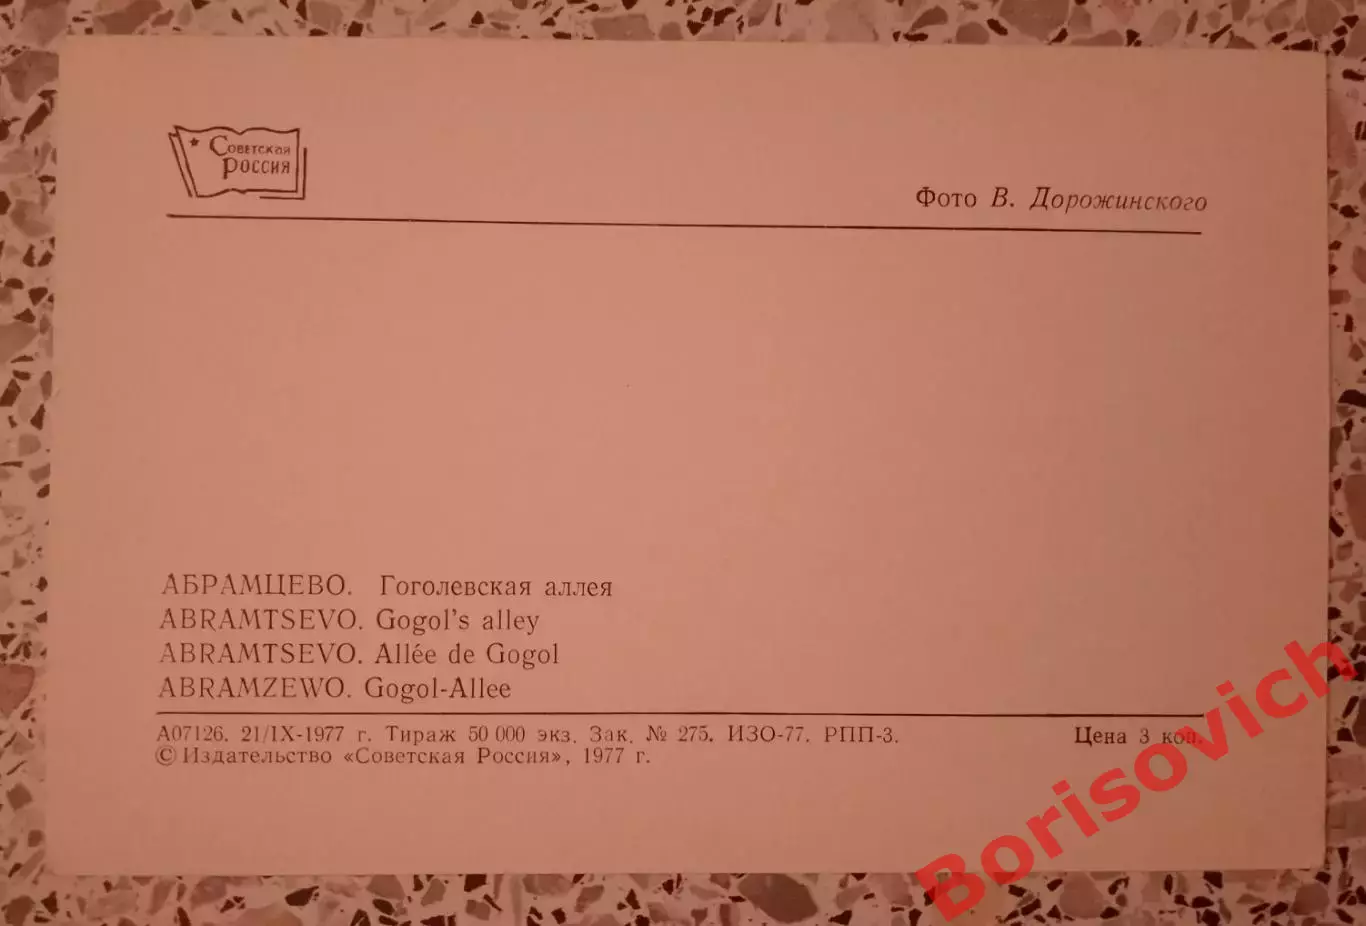 Советская
Россия
Фото В. Дорожинского
АБРАМЦЕВО. Гоголевская аллея
ABRAMTSEVO. Gogol's alley
ABRAMTSEVO. Allée de Gogol
ABRAMZEWO. Gogol-Allee
А07126. 21/IX-1977 г. Тираж 50 000 экз. Зак. № 275. ИЗО-77. РПП-3. Цена 3 коп.
© Издательство «Советская Россия», 1977 г.
Borisovich